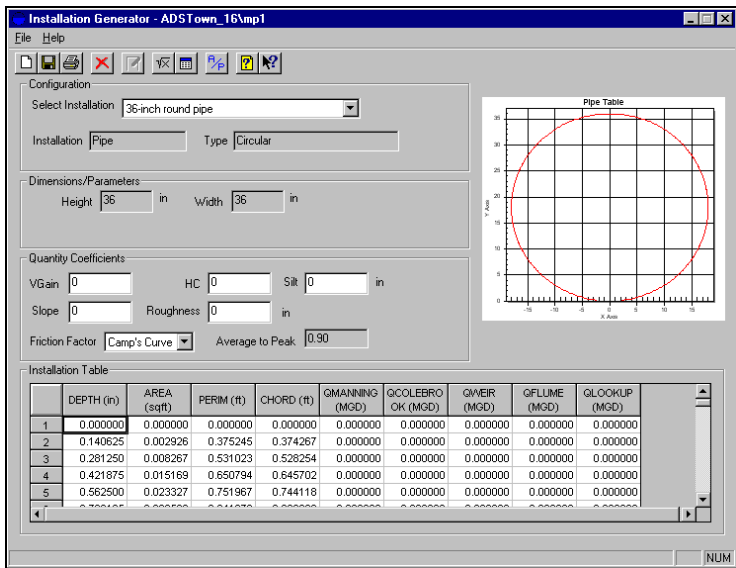 Installation Generator - ADSTown_16\mp1
File Help
Configuration
Select Installation 36-inch round pipe
Installation Pipe Type Circular
Dimensions/Parameters
Height 36 in Width 36 in
Quantity Coefficients
VGain 0 HC 0 Silt 0 in
Slope 0 Roughness 0 in
Friction Factor Camp's Curve Average to Peak 0.90
Pipe Table
Y Axis
35
30
25
20
15
10
5
0
-15 -10 -5 0 5 10 15
X Axis
Installation Table
DEPTH (in) AREA (sqft) PERIM (ft) CHORD (ft) QMANNING (MGD) QCOLEBROOK (MGD) QWEIR (MGD) QFLUME (MGD) QLOOKUP (MGD)
1 0.000000 0.000000 0.000000 0.000000 0.000000 0.000000 0.000000 0.000000 0.000000
2 0.140625 0.002926 0.375245 0.374267 0.000000 0.000000 0.000000 0.000000 0.000000
3 0.281250 0.008267 0.531023 0.528254 0.000000 0.000000 0.000000 0.000000 0.000000
4 0.421875 0.015169 0.650794 0.645702 0.000000 0.000000 0.000000 0.000000 0.000000
5 0.562500 0.023327 0.751967 0.744118 0.000000 0.000000 0.000000 0.000000 0.000000
NUM